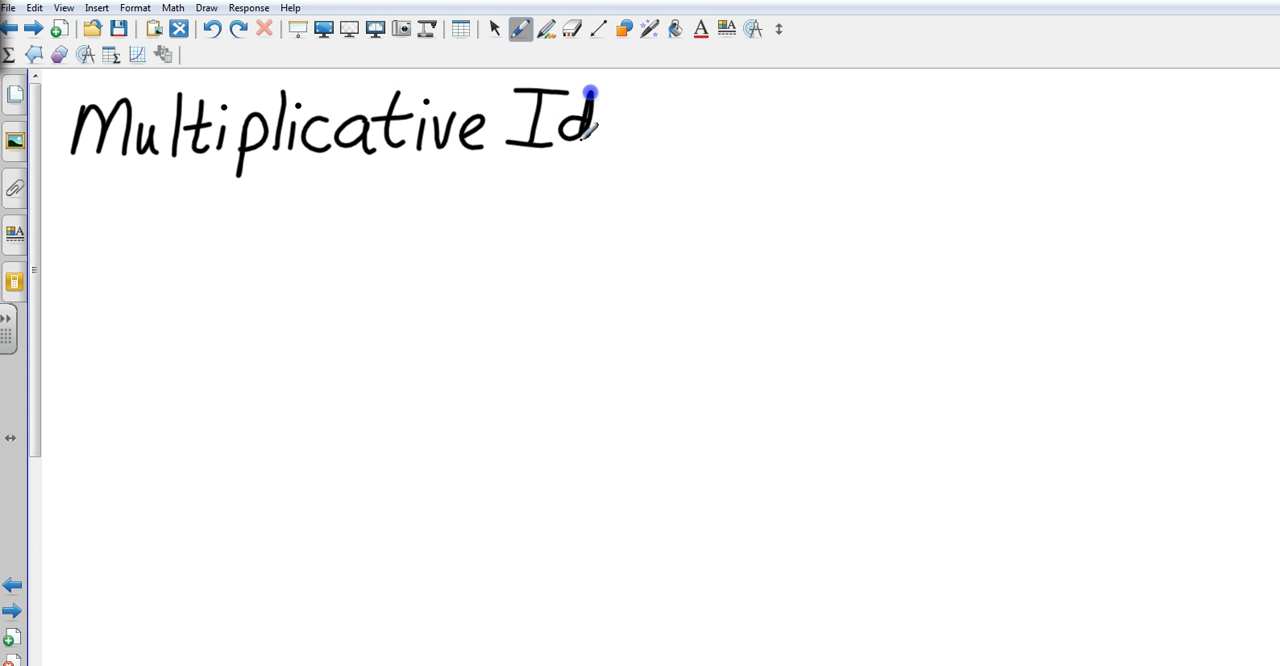 File Edit View Insert Format Math Draw Response Help
Multiplicative Id